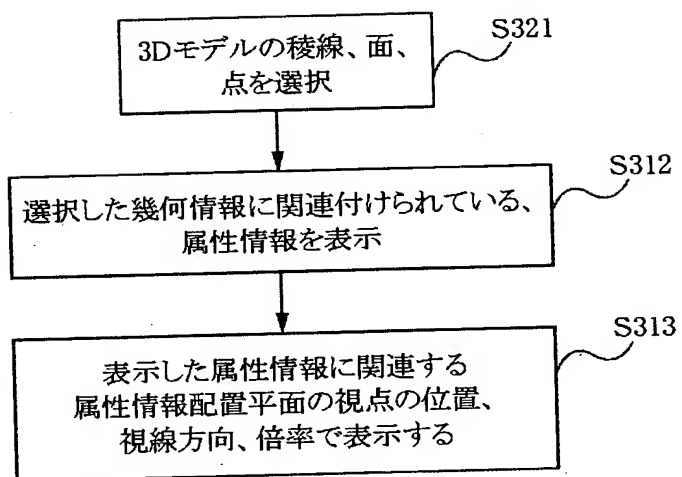 S321
3Dモデルの稜線、面、
点を選択
S312
選択した幾何情報に関連付けられている、
属性情報を表示
S313
表示した属性情報に関連する
属性情報配置平面の視点の位置、
視線方向、倍率で表示する